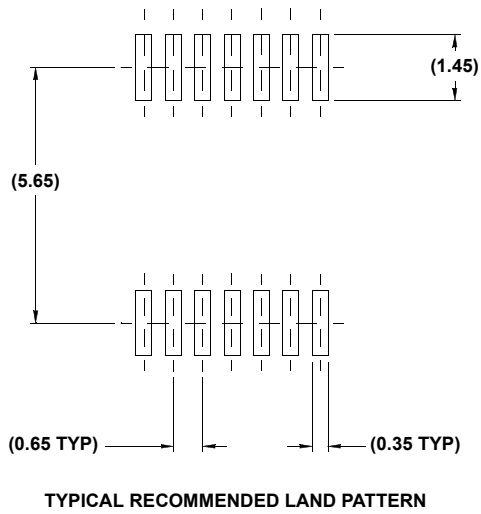 (1.45)
(5.65)
(0.65 TYP)
(0.35 TYP)
TYPICAL RECOMMENDED LAND PATTERN